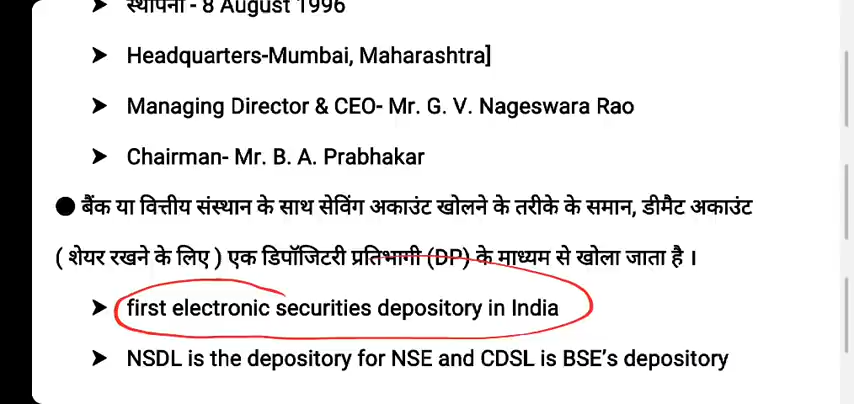 ➤ स्थापना - 8 August 1996
➤ Headquarters-Mumbai, Maharashtra]
➤ Managing Director & CEO- Mr. G. V. Nageswara Rao
➤ Chairman- Mr. B. A. Prabhakar
● बैंक या वित्तीय संस्थान के साथ सेविंग अकाउंट खोलने के तरीके के समान, डीमैट अकाउंट
( शेयर रखने के लिए ) एक डिपॉजिटरी प्रतिभागी (DP) के माध्यम से खोला जाता है ।
➤ first electronic securities depository in India
➤ NSDL is the depository for NSE and CDSL is BSE’s depository